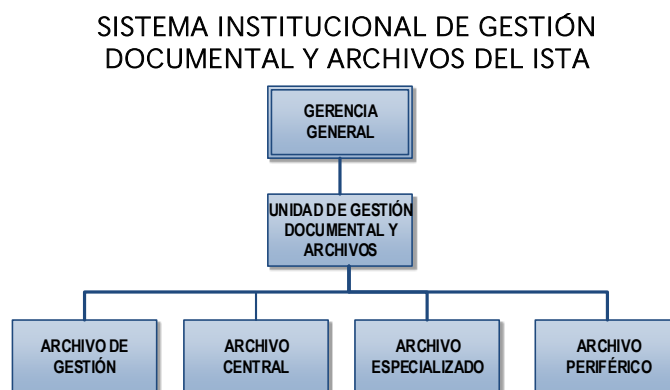 SISTEMA INSTITUCIONAL DE GESTIÓN
DOCUMENTAL Y ARCHIVOS DEL ISTA
GERENCIA
GENERAL
UNIDAD DE GESTIÓN
DOCUMENTAL Y
ARCHIVOS
ARCHIVO DE
GESTIÓN
ARCHIVO
CENTRAL
ARCHIVO
ESPECIALIZADO
ARCHIVO
PERIFÉRICO